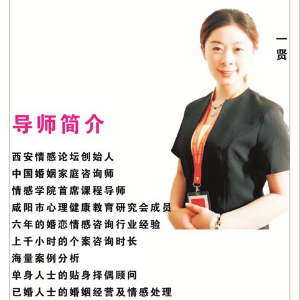 一贤
导师简介
西安情感论坛创始人
中国婚姻家庭咨询师
情感学院首席课程导师
咸阳市心理健康教育研究会成员
六年的婚恋情感咨询行业经验
上千小时的个案咨询时长
海量案例分析
单身人士的贴身择偶顾问
已婚人士的婚姻经营及情感处理